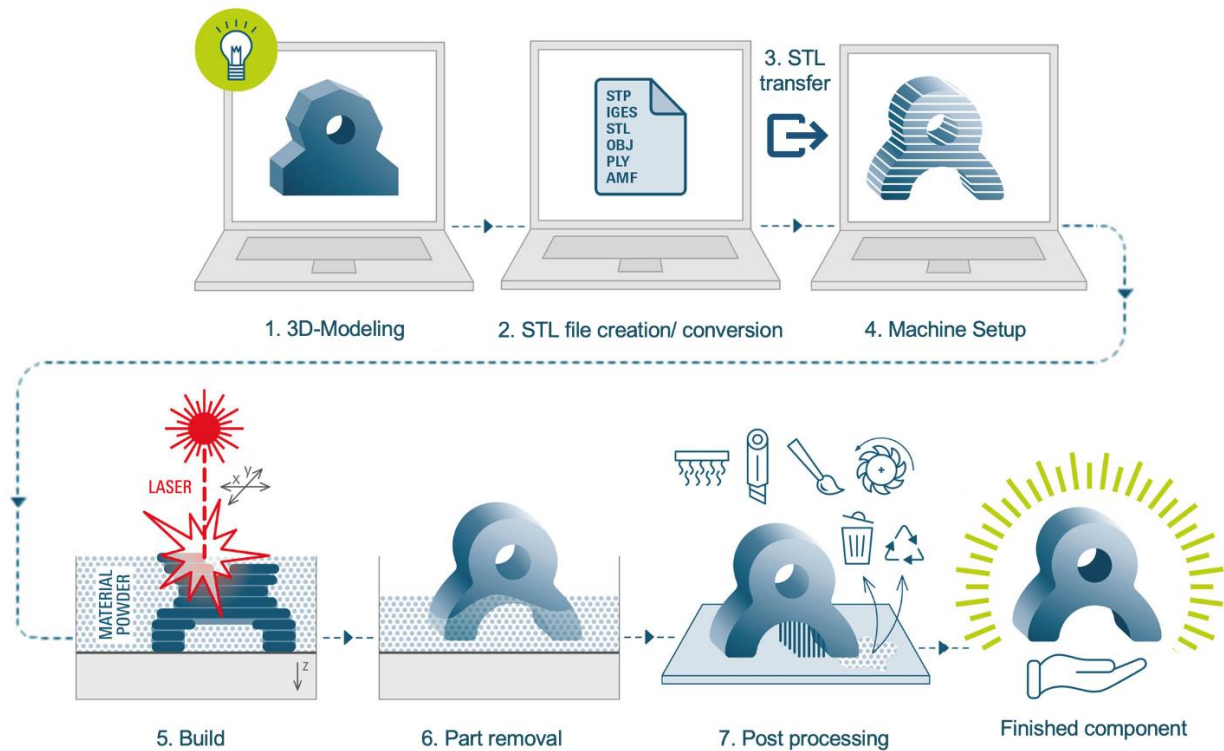 3. STL
transfer
STP
IGES
STL
OBJ
PLY
AMF
1. 3D-Modeling
2. STL file creation/ conversion
4. Machine Setup
LASER
x
y
MATERIAL
POWDER
z
5. Build
6. Part removal
7. Post processing
Finished component